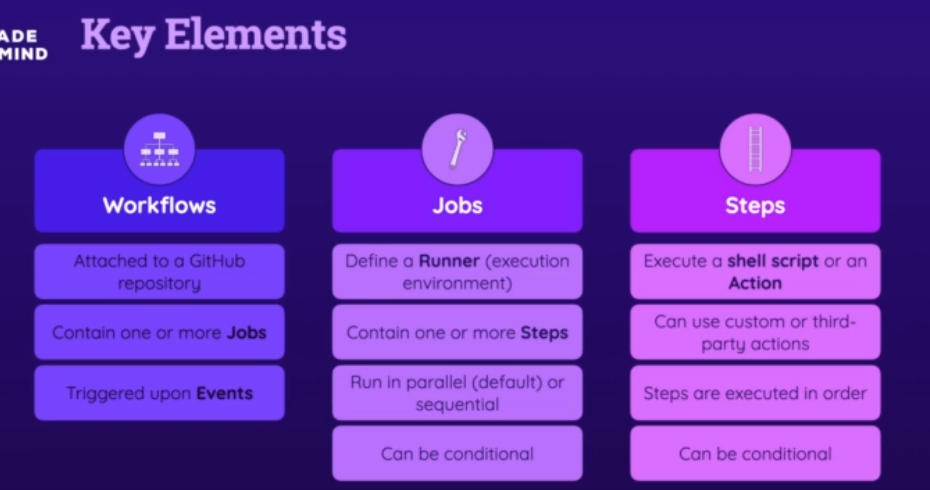 ADE
MIND
Key Elements
Workflows
Attached to a GitHub
repository
Contain one or more Jobs
Triggered upon Events
Jobs
Define a Runner (execution
environment)
Contain one or more Steps
Run in parallel (default) or
sequential
Can be conditional
Steps
Execute a shell script or an
Action
Can use custom or third-
party actions
Steps are executed in order
Can be conditional